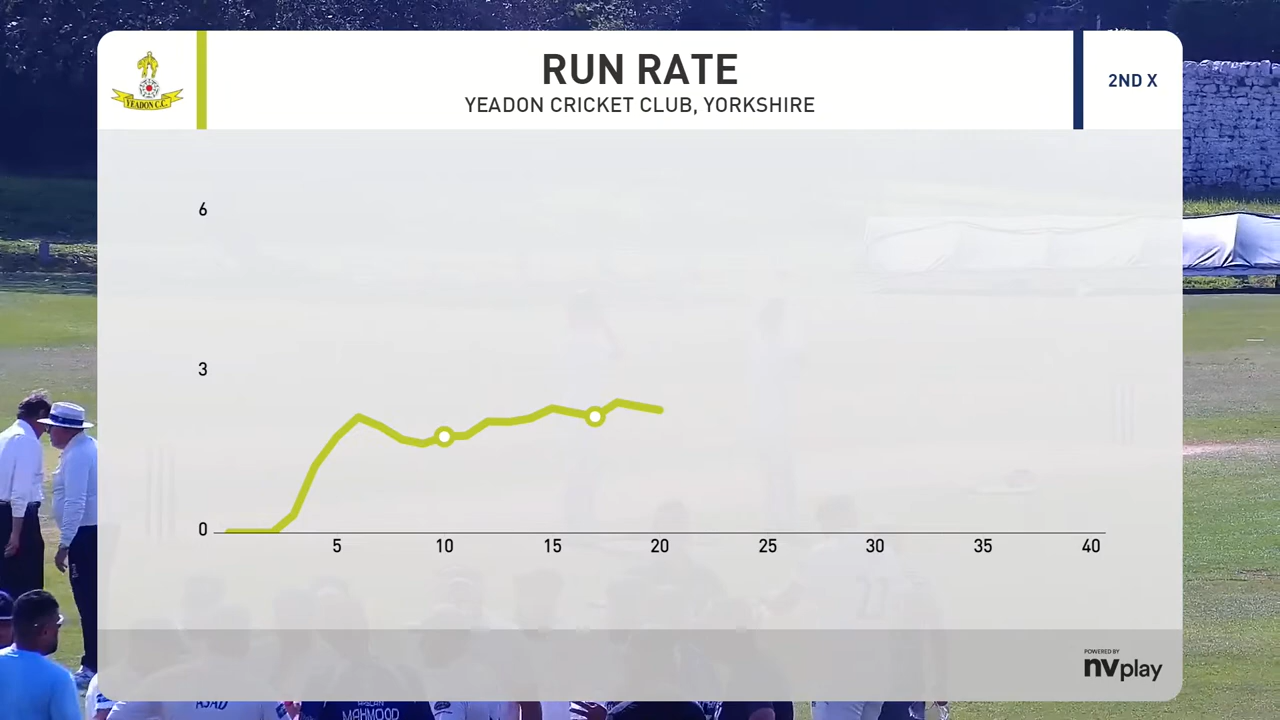 RUN RATE
YEADON CRICKET CLUB, YORKSHIRE
2ND X
YEADON C.C.
6
3
0
5 10 15 20 25 30 35 40
POWERED BY
nvplay
MAHMOOD